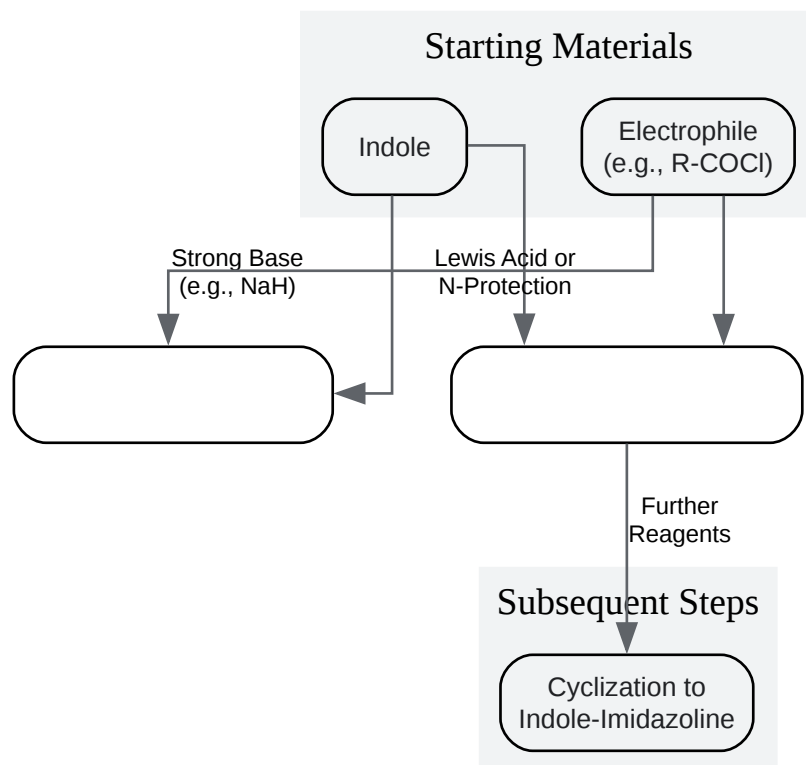 Starting Materials
Indole
Electrophile
(e.g., R-COCl)
Strong Base
(e.g., NaH)
Lewis Acid or
N-Protection
Further
Reagents
Subsequent Steps
Cyclization to
Indole-Imidazoline